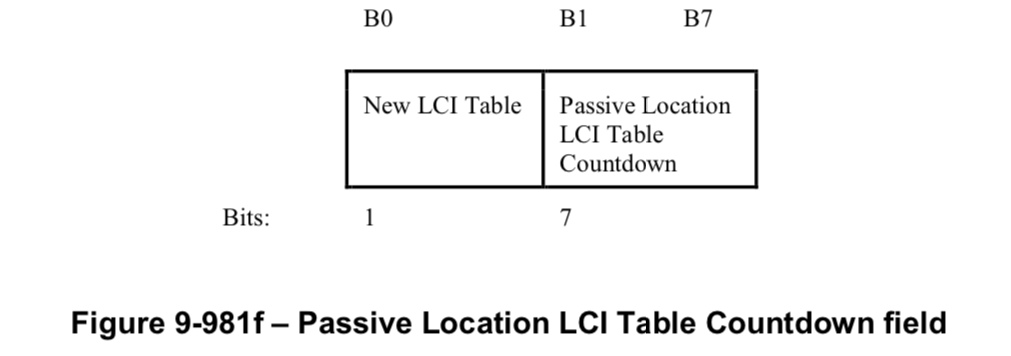 B0 B1 B7
New LCI Table Passive Location
LCI Table
Countdown
Bits: 1 7
Figure 9-981f – Passive Location LCI Table Countdown field